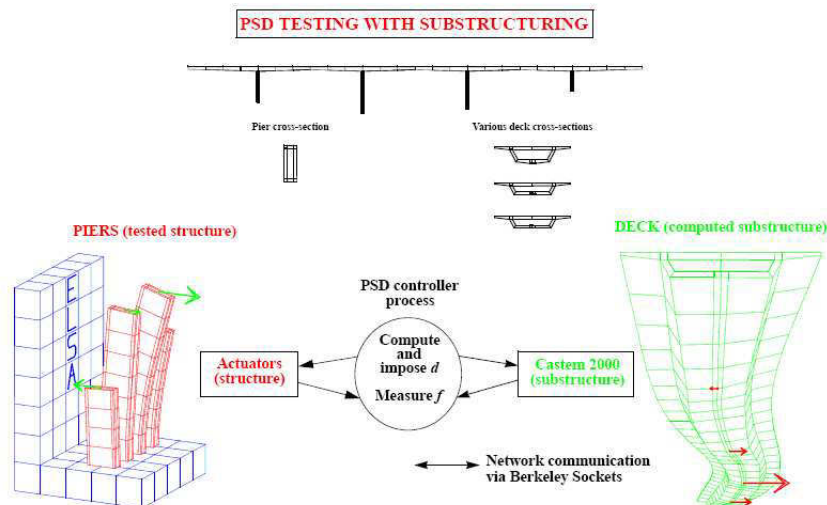 PSD TESTING WITH SUBSTRUCTURING
Pier cross-section
Various deck cross-sections
PIERS (tested structure)
DECK (computed substructure)
ELSA
PSD controller
process
Compute
and
impose d
Measure f
Actuators
(structure)
Castem 2000
(substructure)
Network communication
via Berkeley Sockets